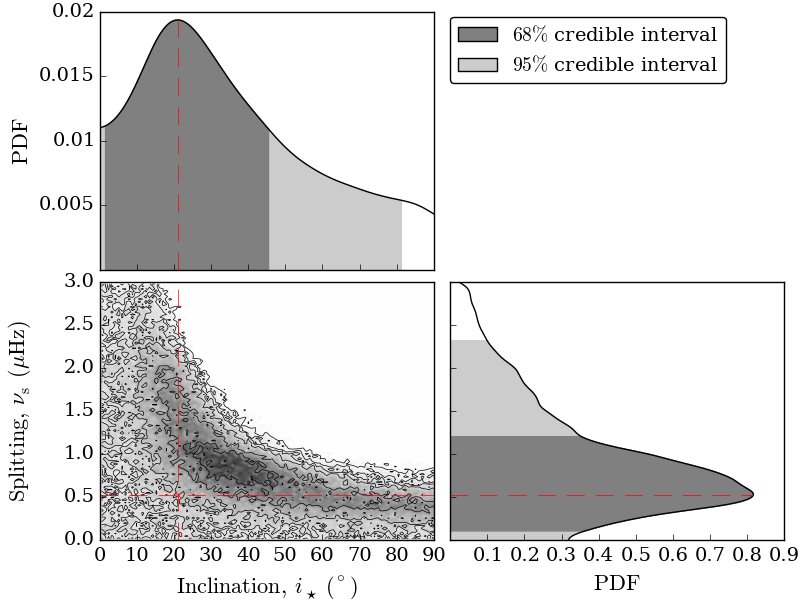 0.02
0.015
0.01
0.005
PDF
68% credible interval
95% credible interval
3.0
2.5
2.0
1.5
1.0
0.5
0.0
Splitting, νs (μHz)
0 10 20 30 40 50 60 70 80 90
Inclination, i⋆ (°)
0.1 0.2 0.3 0.4 0.5 0.6 0.7 0.8 0.9
PDF